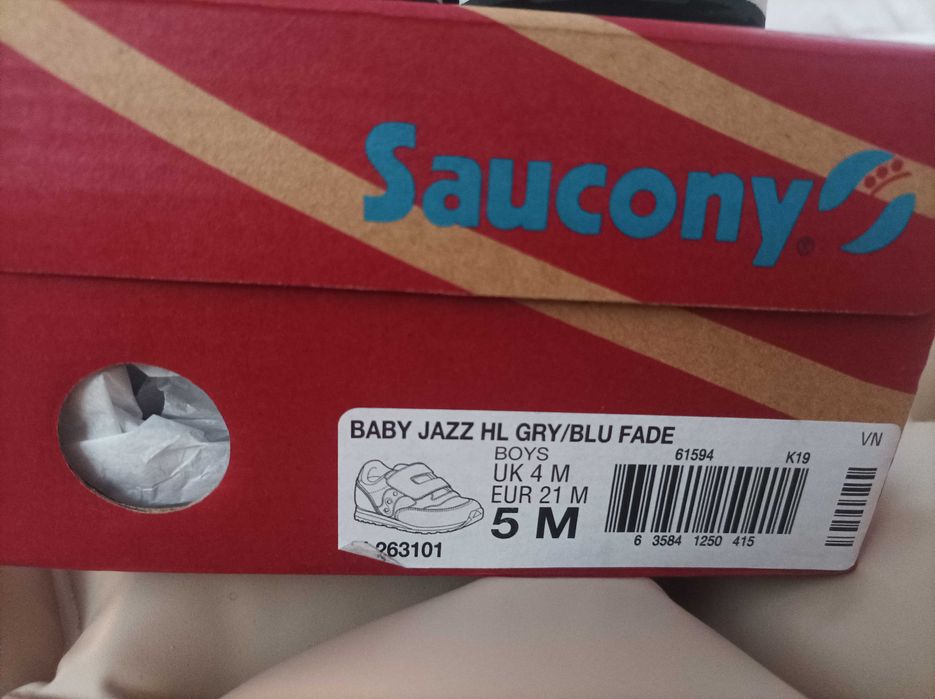 Saucony®
BABY JAZZ HL GRY/BLU FADE
VN
BOYS
61594
K19
UK 4 M
EUR 21 M
5 M
6 3584 1250 415
263101